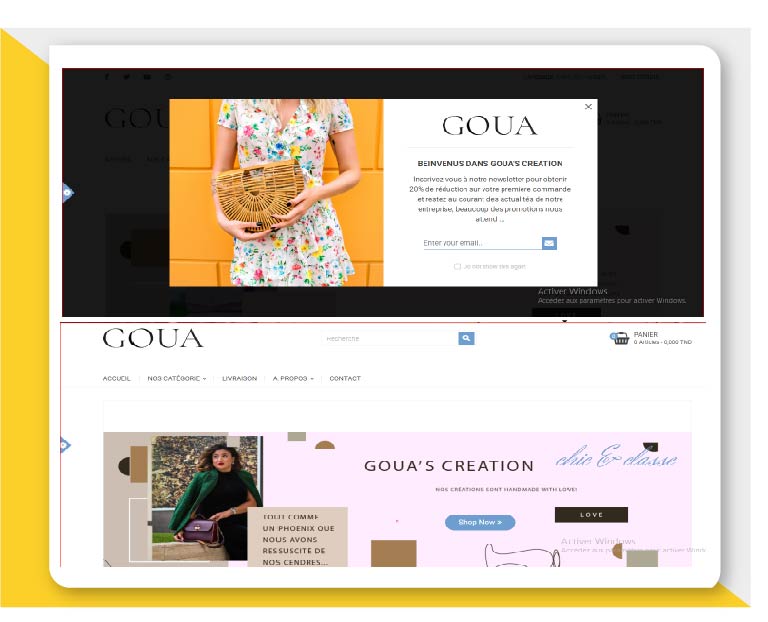 GOUA
BEINVENUS DANS GOUA'S CREATION
Inscrivez vous à notre newsletter pour obtenir
20% de réduction sur votre premiere commande
et restez au courant des actualités de notre
entreprise, beaucoup des promotions nous
attend ...
Enter your email..
Do not show this again
Activer Windows
Accéder aux paramètres pour activer Windows.
GOUA
Recherche
0
PANIER
0 Articles - 0,000 TND
ACCUEIL
NOS CATÉGORIE
LIVRAISON
A PROPOS
CONTACT
GOUA'S CREATION
chic & classe
NOS CRÉATIONS SONT HANDMADE WITH LOVE!
LOVE
Shop Now »
TOUT COMME
UN PHOENIX QUE
NOUS AVONS
RESSUSCITÉ DE
NOS CENDRES...
Activer Windows
Accéder aux paramètres pour activer Windows